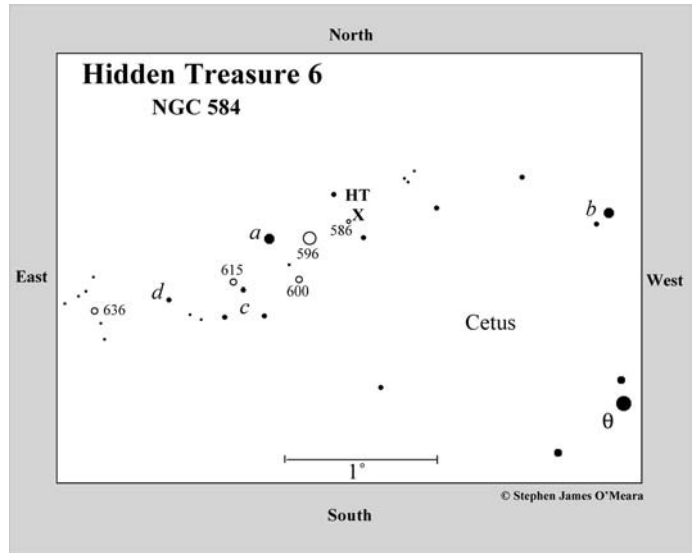 North
Hidden Treasure 6
NGC 584
HT
X
b
586
a
596
East
615
West
d
636
c
600
Cetus
θ
1°
© Stephen James O'Meara
South